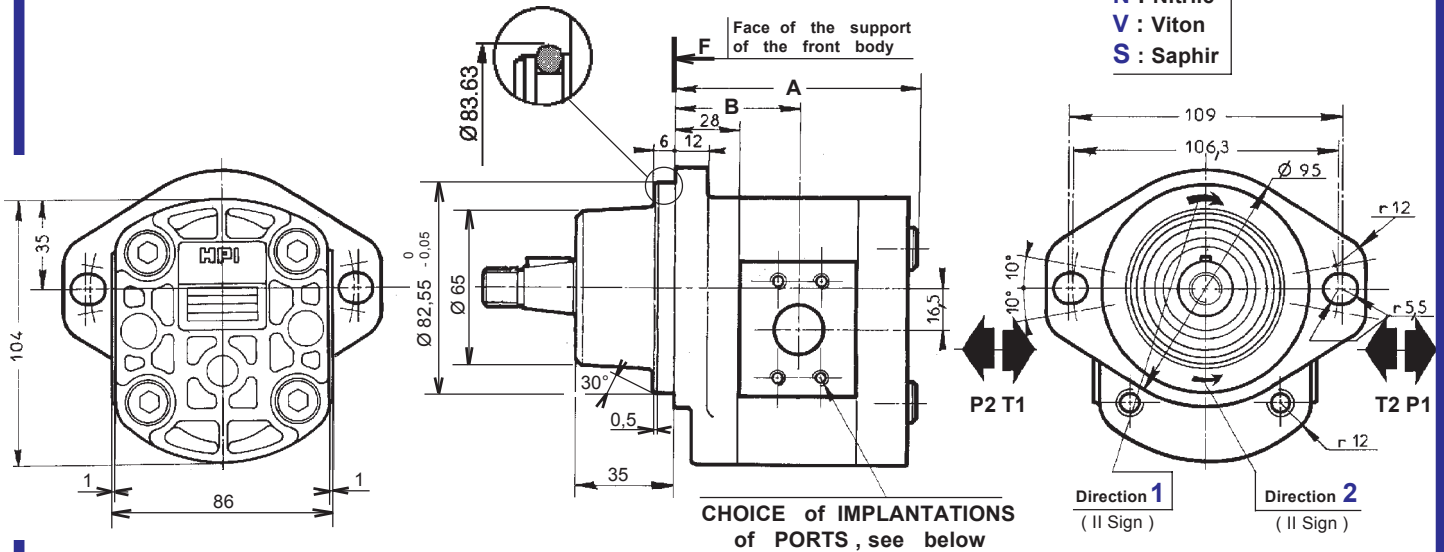 N : Nitrile
V : Viton
S : Saphir
Face of the support
of the front body
F
A
B
28
6
12
Ø 83.63
Ø 82,55 0 - 0,05
Ø 65
30°
0,5
35
16,5
CHOICE of IMPLANTATIONS
of PORTS , see below
HPI
35
104
1
86
1
109
106,3
Ø 95
r 12
10°
10°
r 5,5
P2 T1
T2 P1
r 12
Direction 1
( II Sign )
Direction 2
( II Sign )